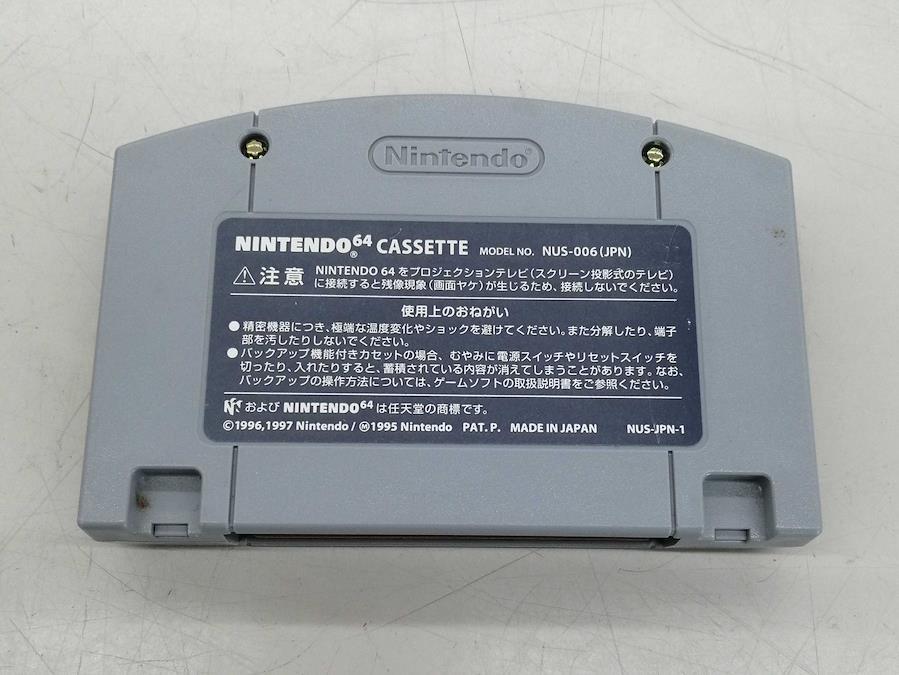 Nintendo®
NINTENDO64® CASSETTE MODEL NO. NUS-006(JPN)
⚠注意 NINTENDO 64をプロジェクションテレビ(スクリーン投影式のテレビ)
に接続すると残像現象(画面ヤケ)が生じるため、接続しないでください。
使用上のおねがい
●精密機器につき、極端な温度変化やショックを避けてください。また分解したり、端子
部を汚したりしないでください。
●バックアップ機能付きカセットの場合、むやみに電源スイッチやリセットスイッチを
切ったり、入れたりすると、蓄積されている内容が消えてしまうことがあります。なお、
バックアップの操作方法については、ゲームソフトの取扱説明書をご参照ください。
および NINTENDO64 は任天堂の商標です。
©1996,1997 Nintendo / Ⓜ1995 Nintendo PAT. P. MADE IN JAPAN NUS-JPN-1